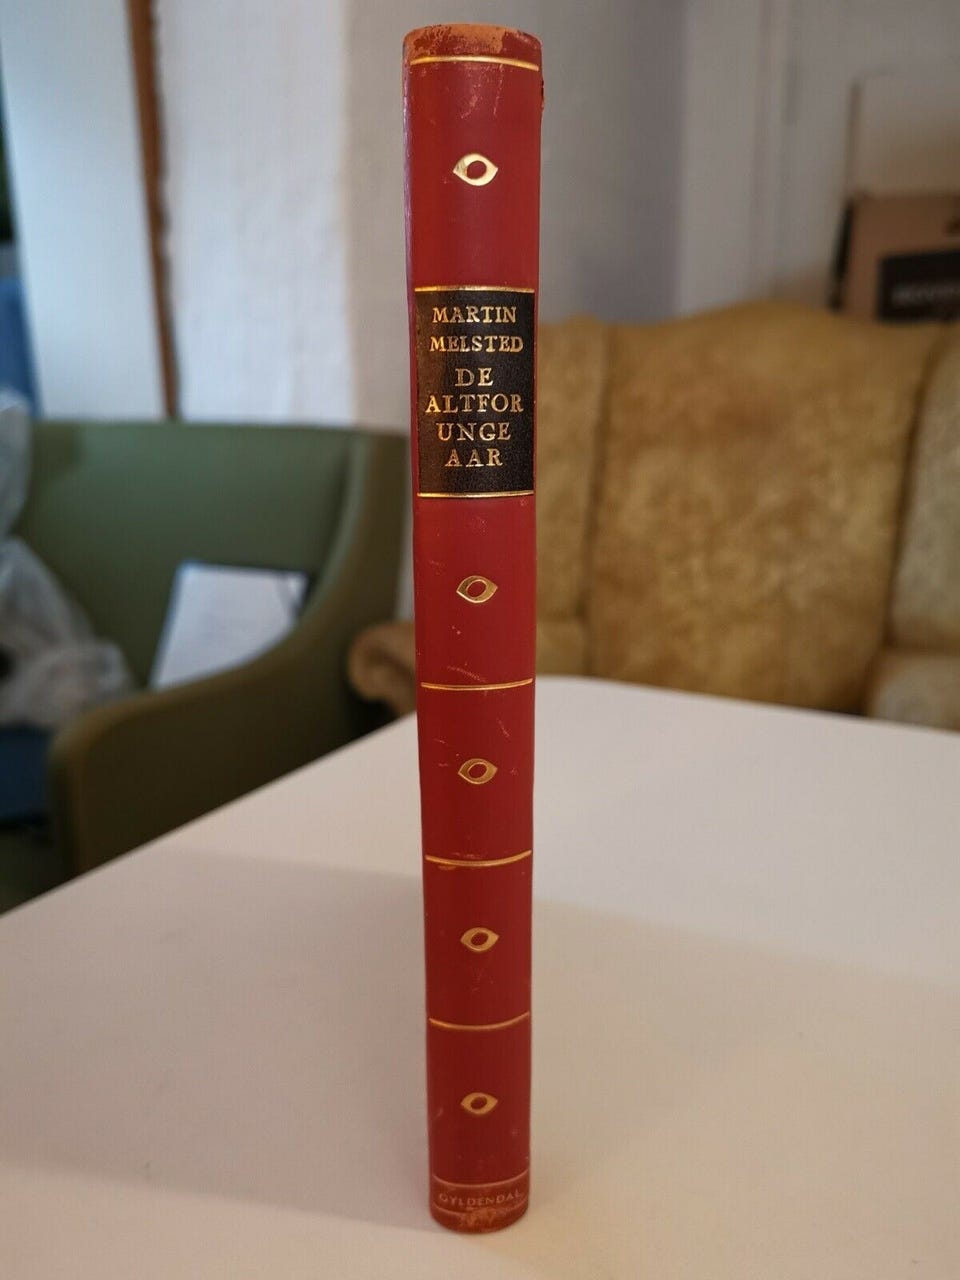 MARTIN
MELSTED
DE
ALTFOR
UNGE
AAR
GYLDENDAL